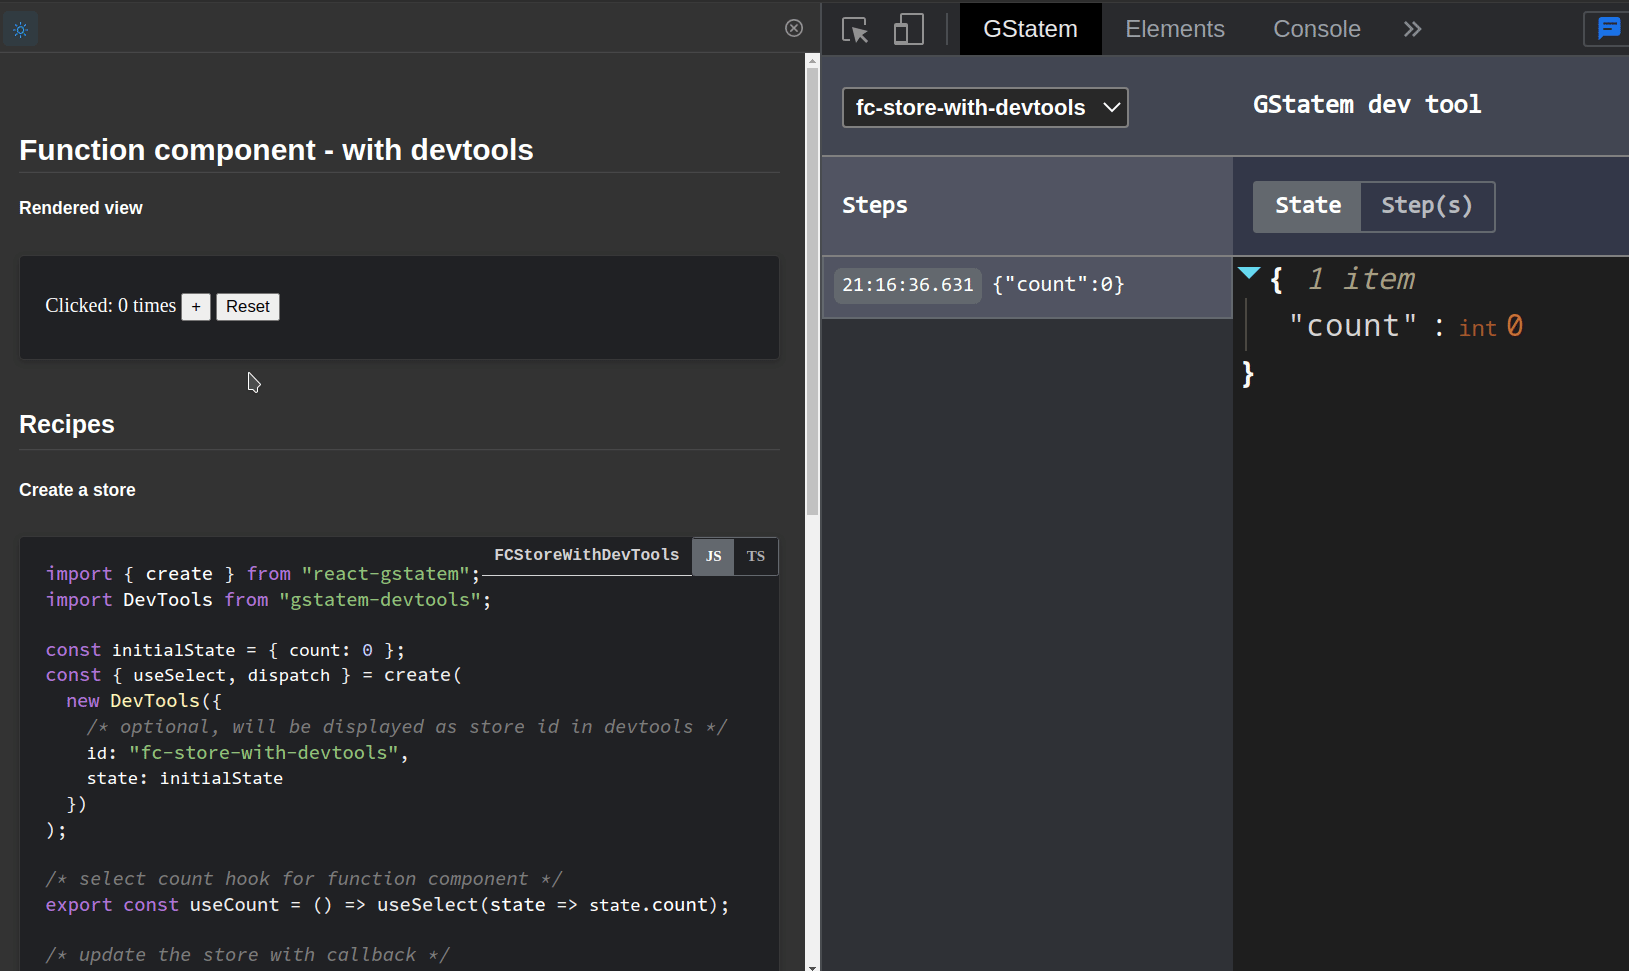 Function component - with devtools
Rendered view
Clicked: 0 times + Reset
Recipes
Create a store
FCStoreWithDevTools JS TS
import { create } from "react-gstatem";
import DevTools from "gstatem-devtools";
const initialState = { count: 0 };
const { useSelect, dispatch } = create(
new DevTools({
/* optional, will be displayed as store id in devtools */
id: "fc-store-with-devtools",
state: initialState
})
);
/* select count hook for function component */
export const useCount = () => useSelect(state => state.count);
/* update the store with callback */
GStatem Elements Console »
fc-store-with-devtools
GStatem dev tool
Steps
State Step(s)
21:16:36.631 {"count":0}
{ 1 item
"count" : int 0
}